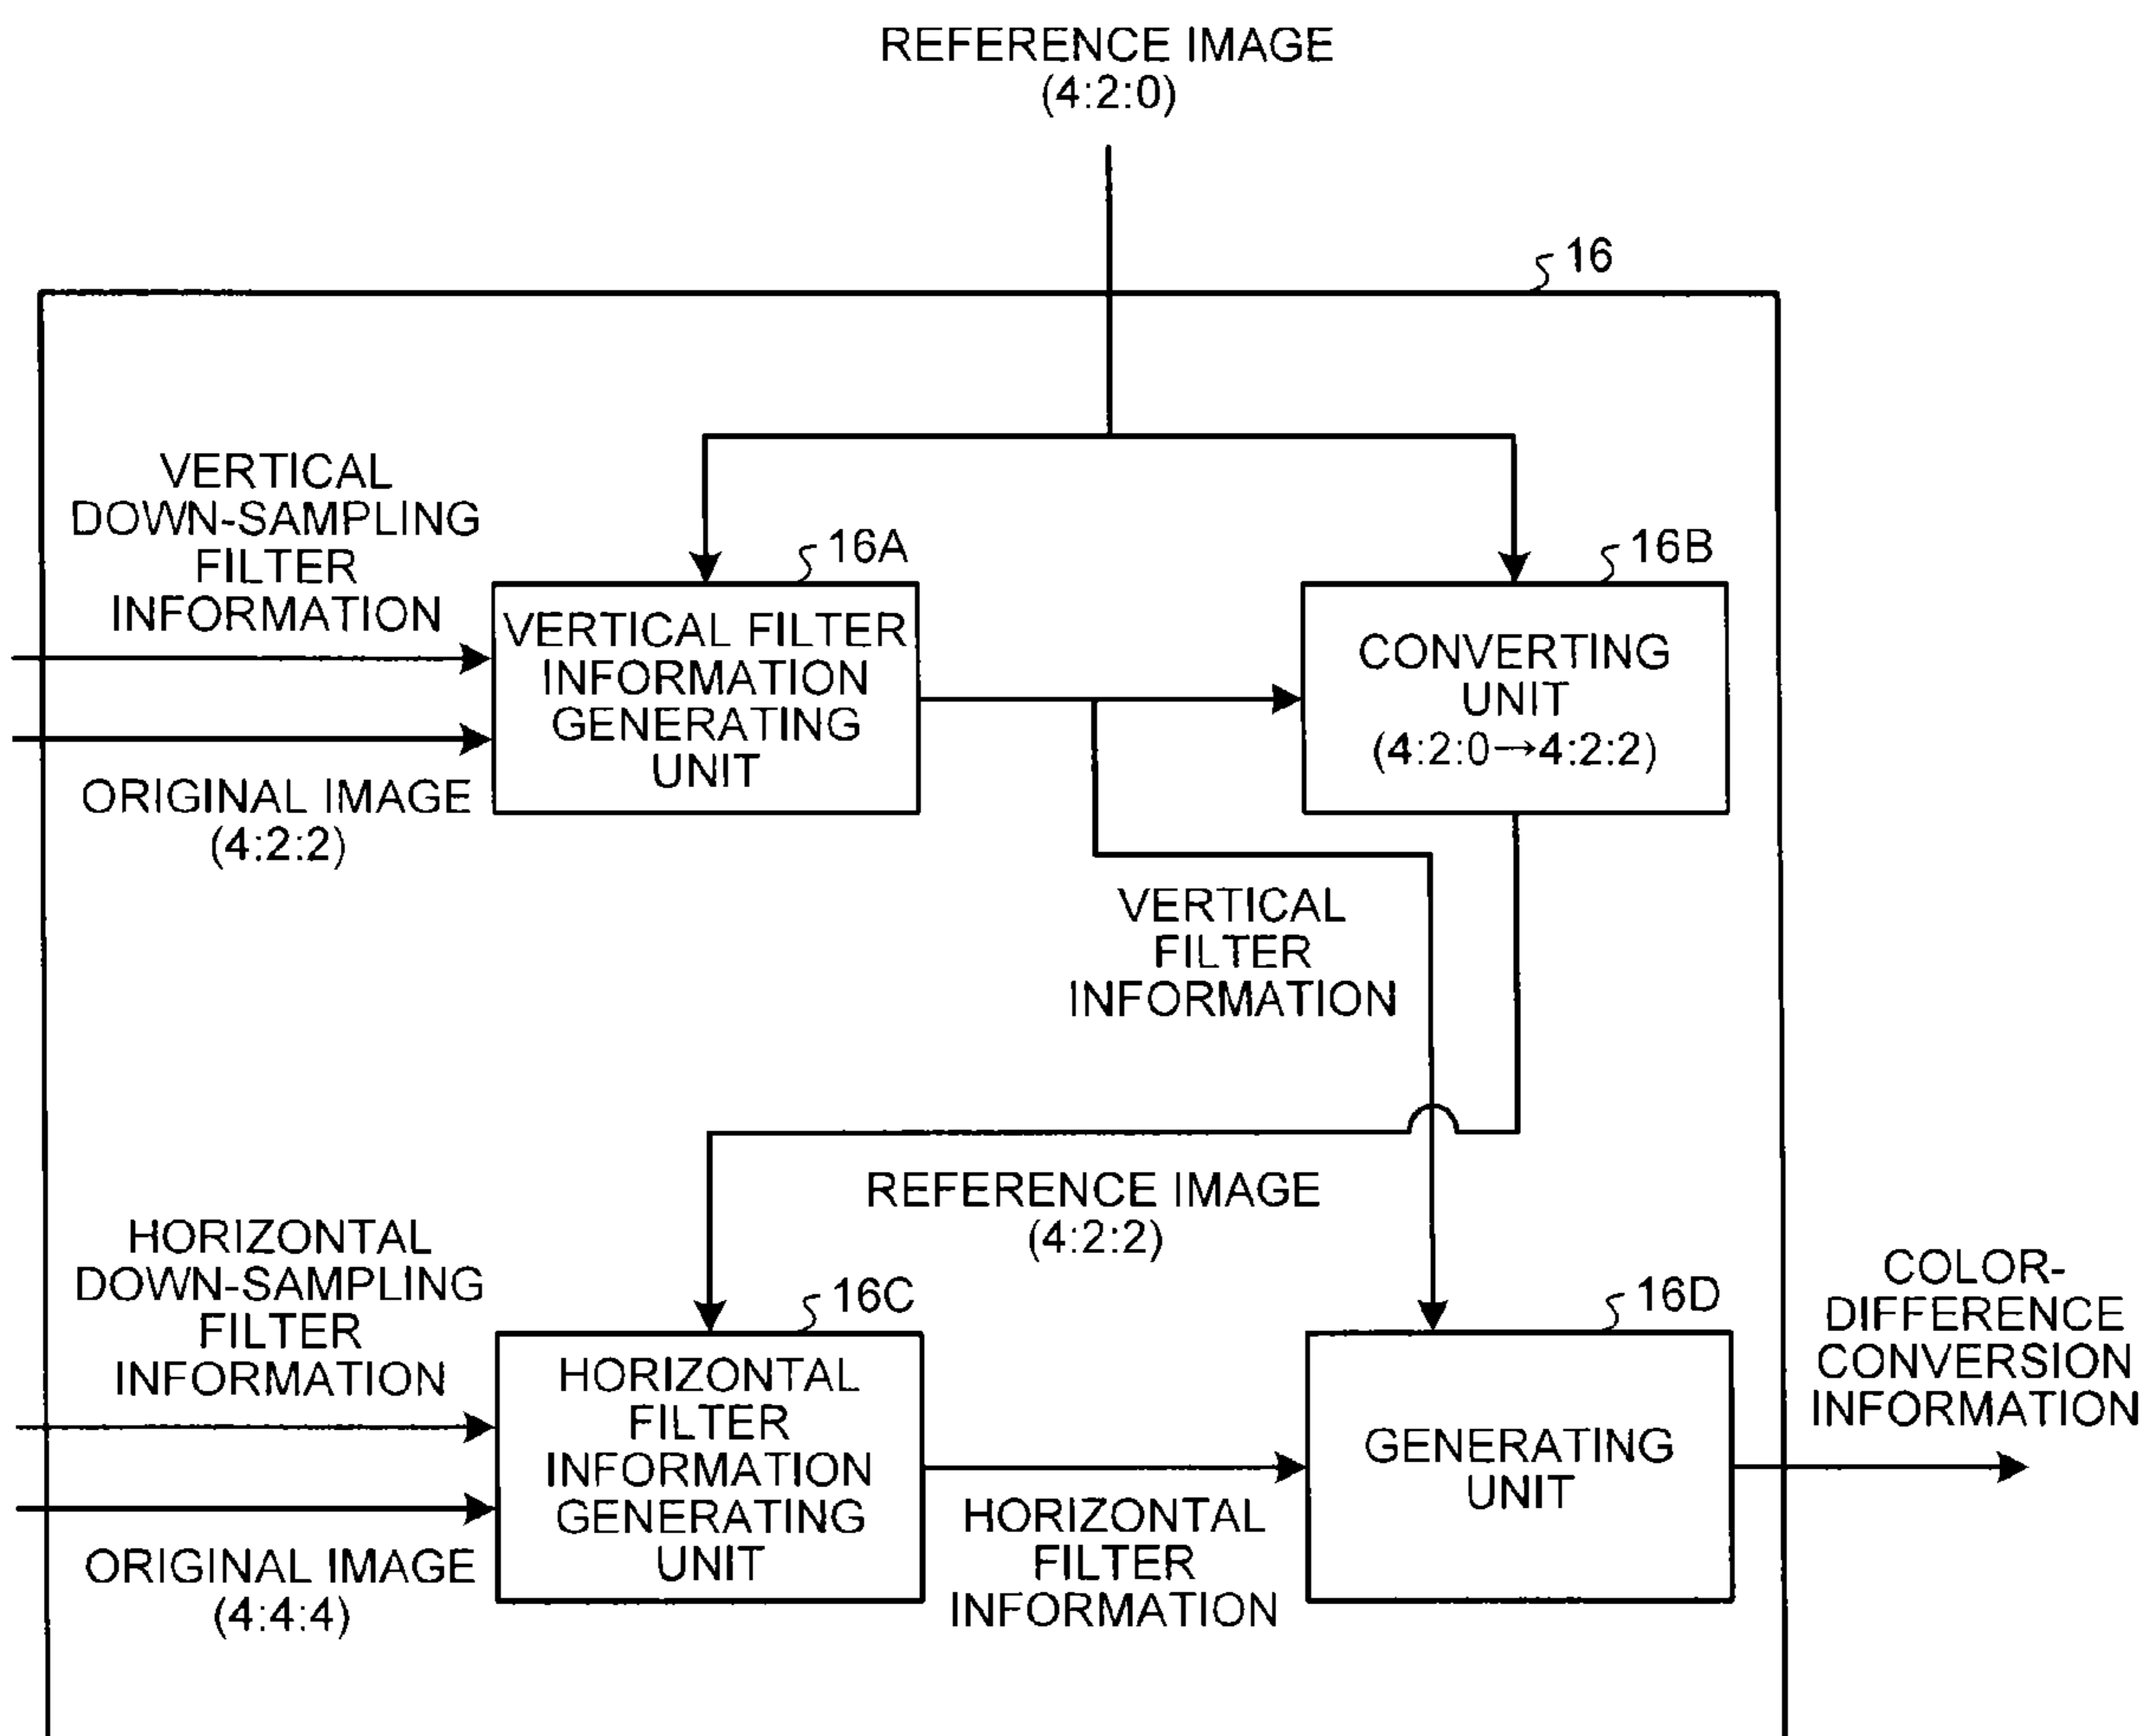 REFERENCE IMAGE
(4:2:0)
16
VERTICAL
DOWN-SAMPLING
FILTER
INFORMATION
ORIGINAL IMAGE
(4:2:2)
16A
VERTICAL FILTER
INFORMATION
GENERATING
UNIT
16B
CONVERTING
UNIT
(4:2:0→4:2:2)
VERTICAL
FILTER
INFORMATION
REFERENCE IMAGE
(4:2:2)
HORIZONTAL
DOWN-SAMPLING
FILTER
INFORMATION
ORIGINAL IMAGE
(4:4:4)
16C
HORIZONTAL
FILTER
INFORMATION
GENERATING
UNIT
HORIZONTAL
FILTER
INFORMATION
16D
GENERATING
UNIT
COLOR-
DIFFERENCE
CONVERSION
INFORMATION